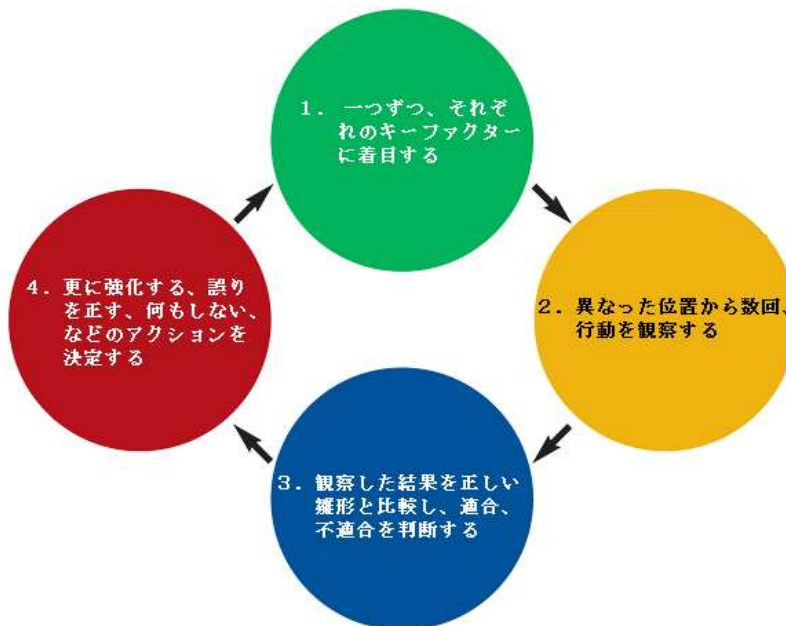 １． 一つずつ、それぞ
れのキーファクター
に着目する
２．異なった位置から数回、
行動を観察する
３．観察した結果を正しい
雛形と比較し、適合、
不適合を判断する
４．更に強化する、誤り
を正す、何もしない、
などのアクションを
決定する